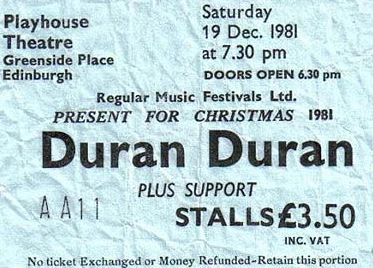 Playhouse
Theatre
Greenside Place
Edinburgh
Saturday
19 Dec. 1981
at 7.30 pm
DOORS OPEN 6.30 pm
Regular Music Festivals Ltd.
PRESENT FOR CHRISTMAS 1981
Duran Duran
PLUS SUPPORT
AA11
STALLS £3.50
INC. VAT
No ticket Exchanged or Money Refunded-Retain this portion